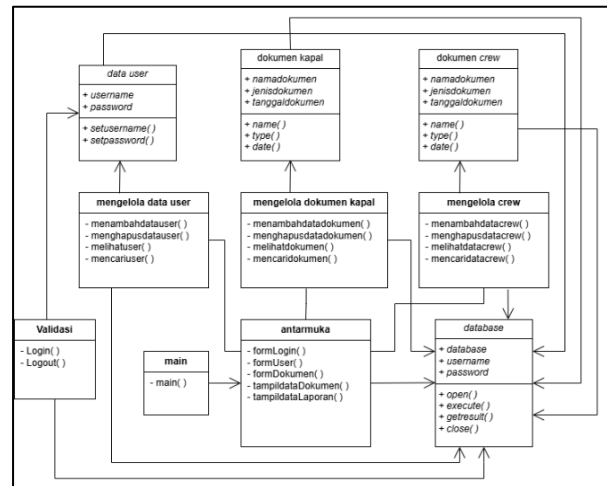 data user
+ username
+ password
+ setusername( )
+ setpassword( )
dokumen kapal
+ namadokumen
+ jenisdokumen
+ tanggaldokumen
+ name( )
+ type( )
+ date( )
dokumen crew
+ namadokumen
+ jenisdokumen
+ tanggaldokumen
+ name( )
+ type( )
+ date( )
mengelola data user
- menambahdatauser( )
- menghapusdatauser( )
- melihatuser( )
- mencariuser( )
mengelola dokumen kapal
- menambahdatadokumen( )
- menghapusdatadokumen( )
- melihatdokumen( )
- mencaridokumen( )
mengelola crew
- menambahdatacrew( )
- menghapusdatacrew( )
- melihatdatacrew( )
- mencaridatacrew( )
Validasi
- Login( )
- Logout( )
main
- main( )
antarmuka
- formLogin( )
- formUser( )
- formDokumen( )
- tampildataDokumen( )
- tampildataLaporan( )
database
+ database
+ username
+ password
+ open( )
+ execute( )
+ getresult( )
+ close( )